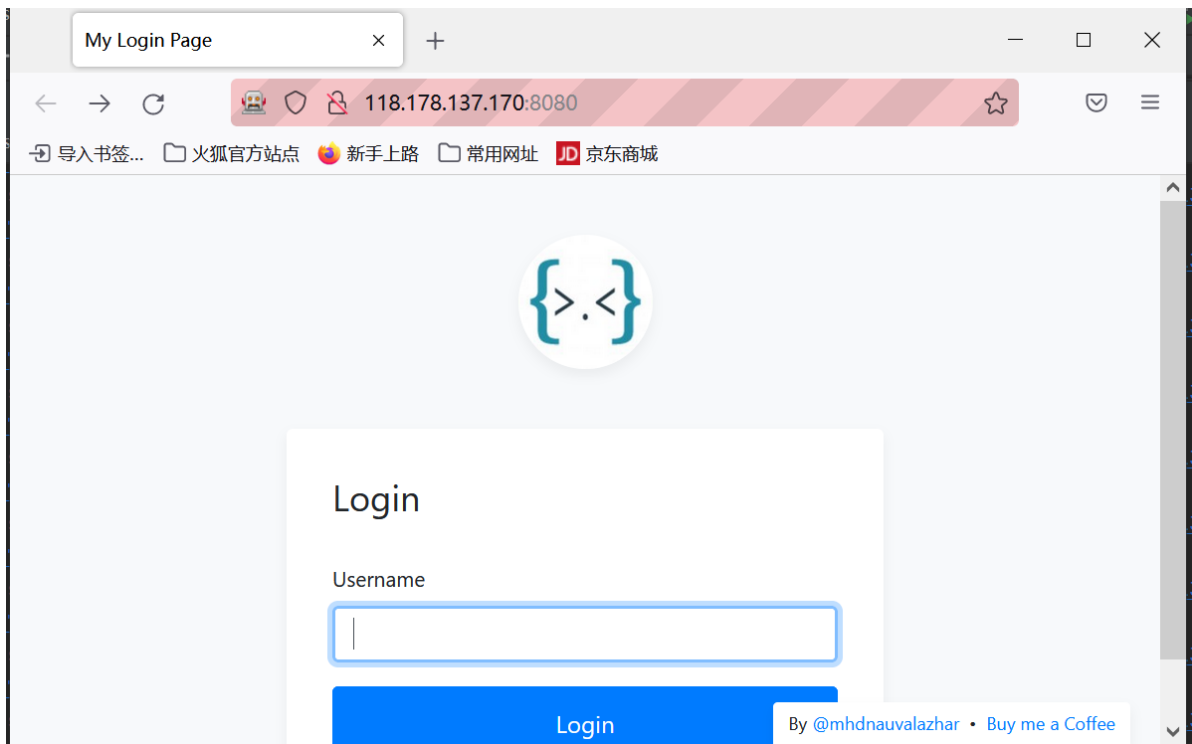 My Login Page
118.178.137.170:8080
导入书签... 火狐官方站点 新手上路 常用网址 JD 京东商城
{>.<}
Login
Username
Login
By @mhdnauvalazhar • Buy me a Coffee